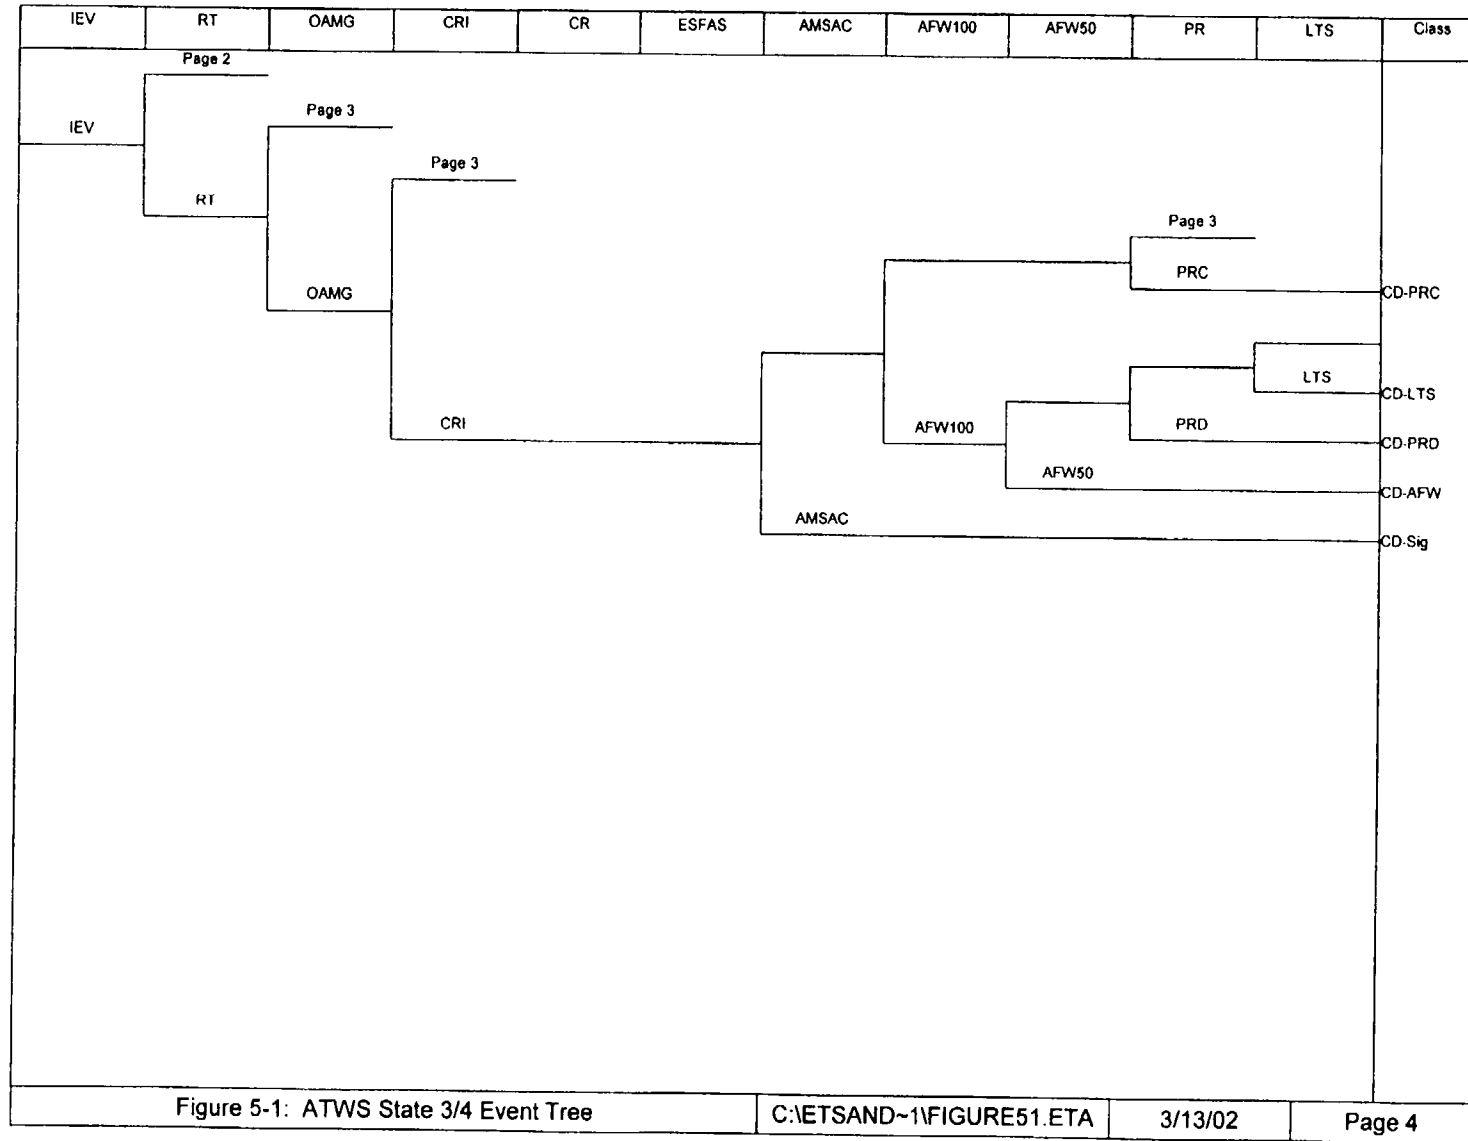 IEV RT OAMG CRI CR ESFAS AMSAC AFW100 AFW50 PR LTS Class
Page 2
Page 3
IEV
Page 3
RT
Page 3
PRC
OAMG
CD-PRC
LTS
CD-LTS
CRI
AFW100
PRD
CD-PRD
AFW50
CD-AFW
AMSAC
CD-Sig
Figure 5-1: ATWS State 3/4 Event Tree
C:\ETSAND~1\FIGURE51.ETA
3/13/02
Page 4